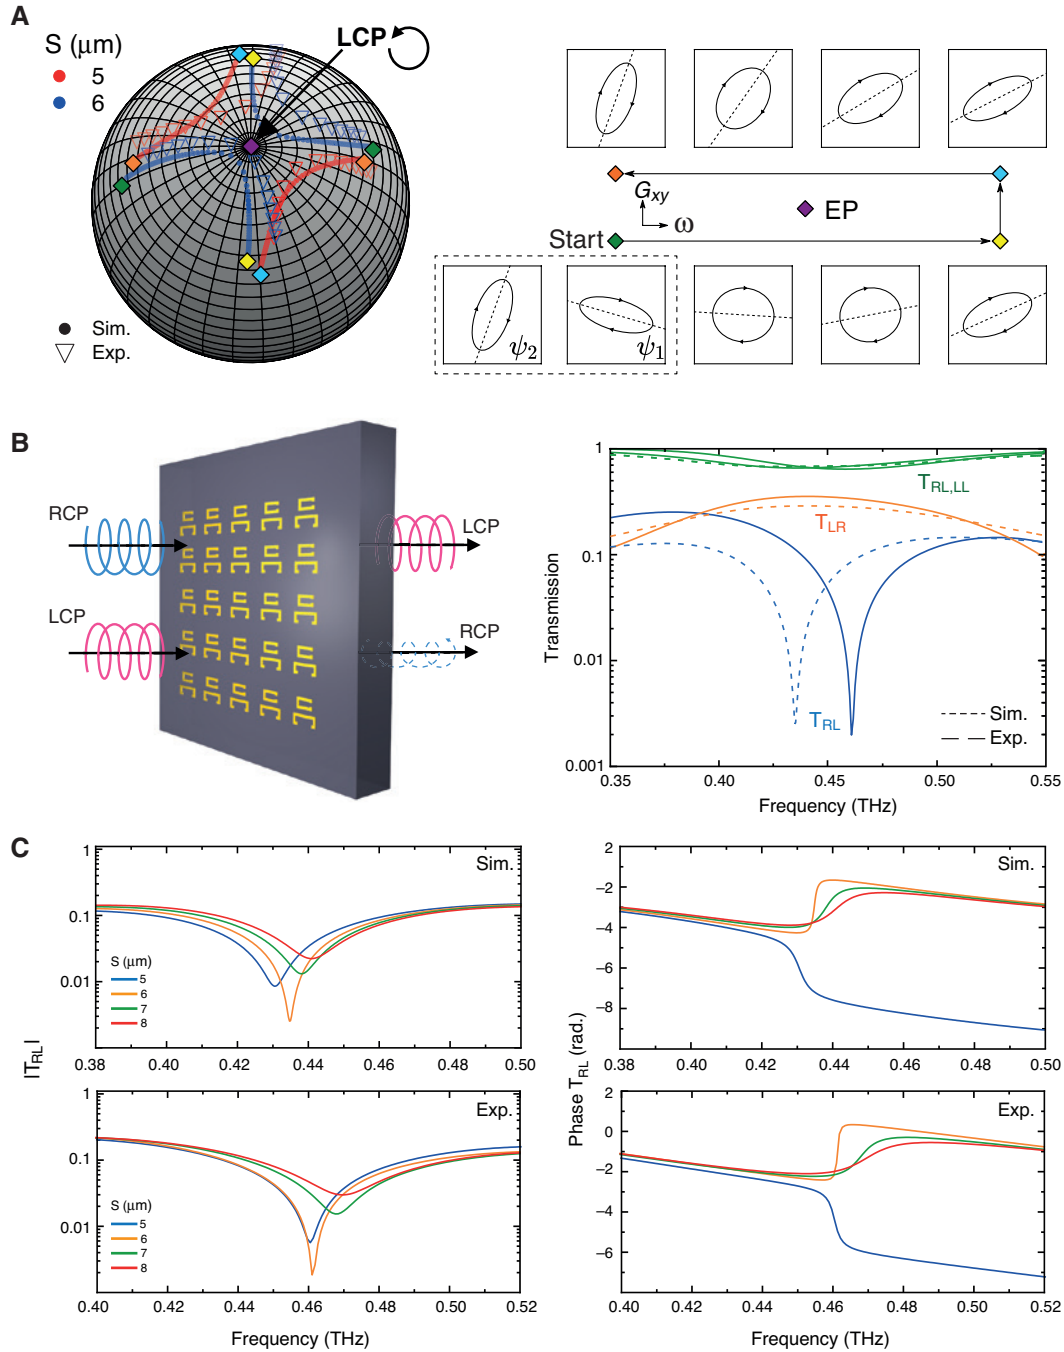 A
S (μm)
5
6
LCP
Sim.
Exp.
G_xy
ω
EP
Start
ψ_2
ψ_1
B
RCP
LCP
LCP
RCP
1
0.1
0.01
0.001
Transmission
T_RL,LL
T_LR
T_RL
Sim.
Exp.
0.35
0.40
0.45
0.50
0.55
Frequency (THz)
C
1
0.1
0.01
Sim.
S (μm)
5
6
7
8
0.38
0.40
0.42
0.44
0.46
0.48
0.50
|T_RL|
1
0.1
0.01
Exp.
S (μm)
5
6
7
8
0.40
0.42
0.44
0.46
0.48
0.50
0.52
Frequency (THz)
2
−2
−4
−6
−8
Sim.
0.38
0.40
0.42
0.44
0.46
0.48
0.50
Phase T_RL (rad.)
0
−2
−4
−6
Exp.
0.40
0.42
0.44
0.46
0.48
0.50
0.52
Frequency (THz)